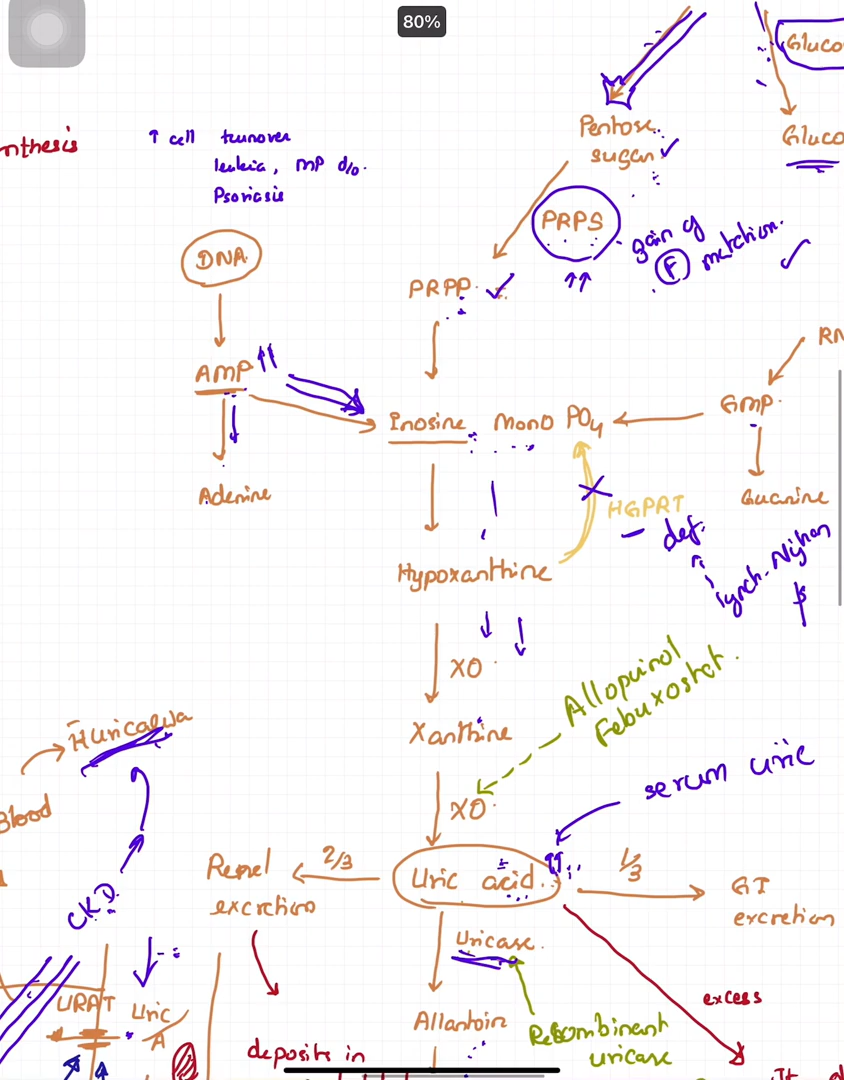 80%
Gluco
Pentose
sugar
Gluco
nthesis
↑ cell turnover
leukia, MP d/o.
Psoriasis
PRPS
gain of
F mutation.
DNA
PRPP
↑↑
AMP ↑↑
RN
GMP
Inosine Mono PO4
Adenine
Guanine
HGPRT
- def.
Lynch-Nyhan
Hypoxanthine
XO
Allopurinol
Febuxostat.
Xanthine
serum uric
XO
Blood
CKD
Renal
excretion
2/3
Uric acid ↑↑
1/3
GI
excretion
Uricase
URAT
Uric
A
Allantoin
Recombinant
uricase
excess
deposits in